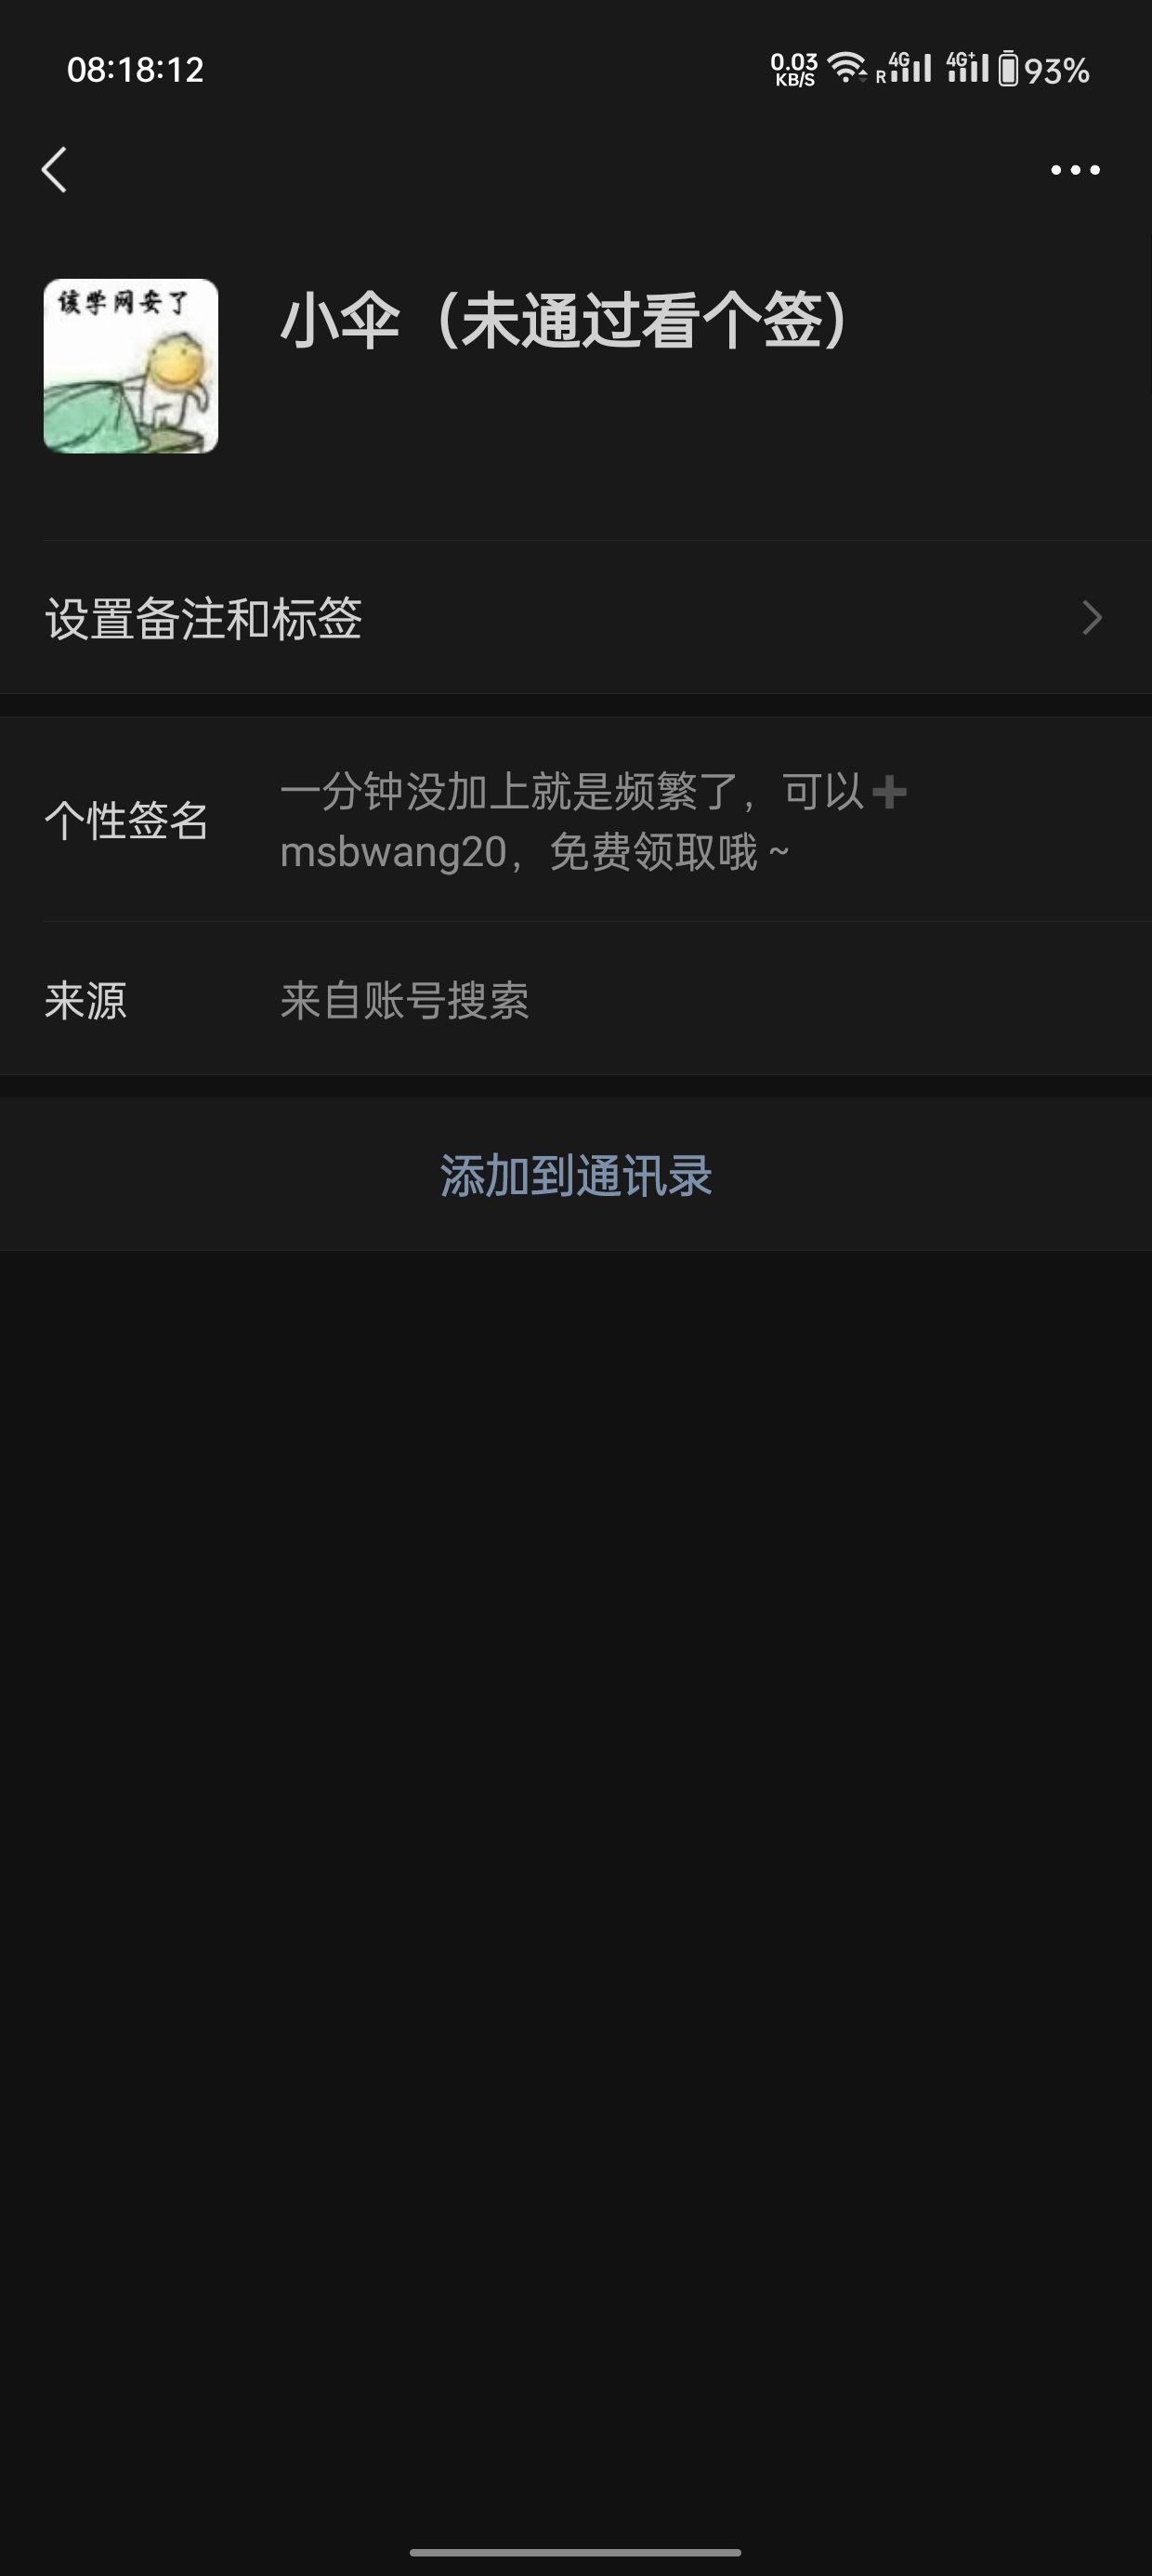 08:18:12
0.03
KB/S
R
4G
4G+
93%
该学网安了
小伞（未通过看个签）
设置备注和标签
个性签名
一分钟没加上就是频繁了，可以➕
msbwang20，免费领取哦 ~
来源
来自账号搜索
添加到通讯录